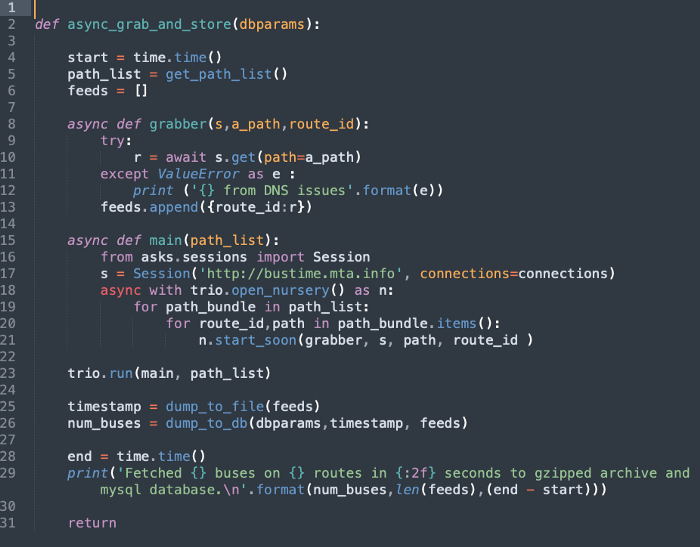 1
2 def async_grab_and_store(dbparams):
3
4     start = time.time()
5     path_list = get_path_list()
6     feeds = []
7
8     async def grabber(s,a_path,route_id):
9         try:
10             r = await s.get(path=a_path)
11         except ValueError as e :
12             print ('{} from DNS issues'.format(e))
13         feeds.append({route_id:r})
14
15     async def main(path_list):
16         from asks.sessions import Session
17         s = Session('http://bustime.mta.info', connections=connections)
18         async with trio.open_nursery() as n:
19             for path_bundle in path_list:
20                 for route_id,path in path_bundle.items():
21                     n.start_soon(grabber, s, path, route_id )
22
23     trio.run(main, path_list)
24
25     timestamp = dump_to_file(feeds)
26     num_buses = dump_to_db(dbparams,timestamp, feeds)
27
28     end = time.time()
29     print('Fetched {} buses on {} routes in {:2f} seconds to gzipped archive and
        mysql database.\n'.format(num_buses,len(feeds),(end - start)))
30
31     return